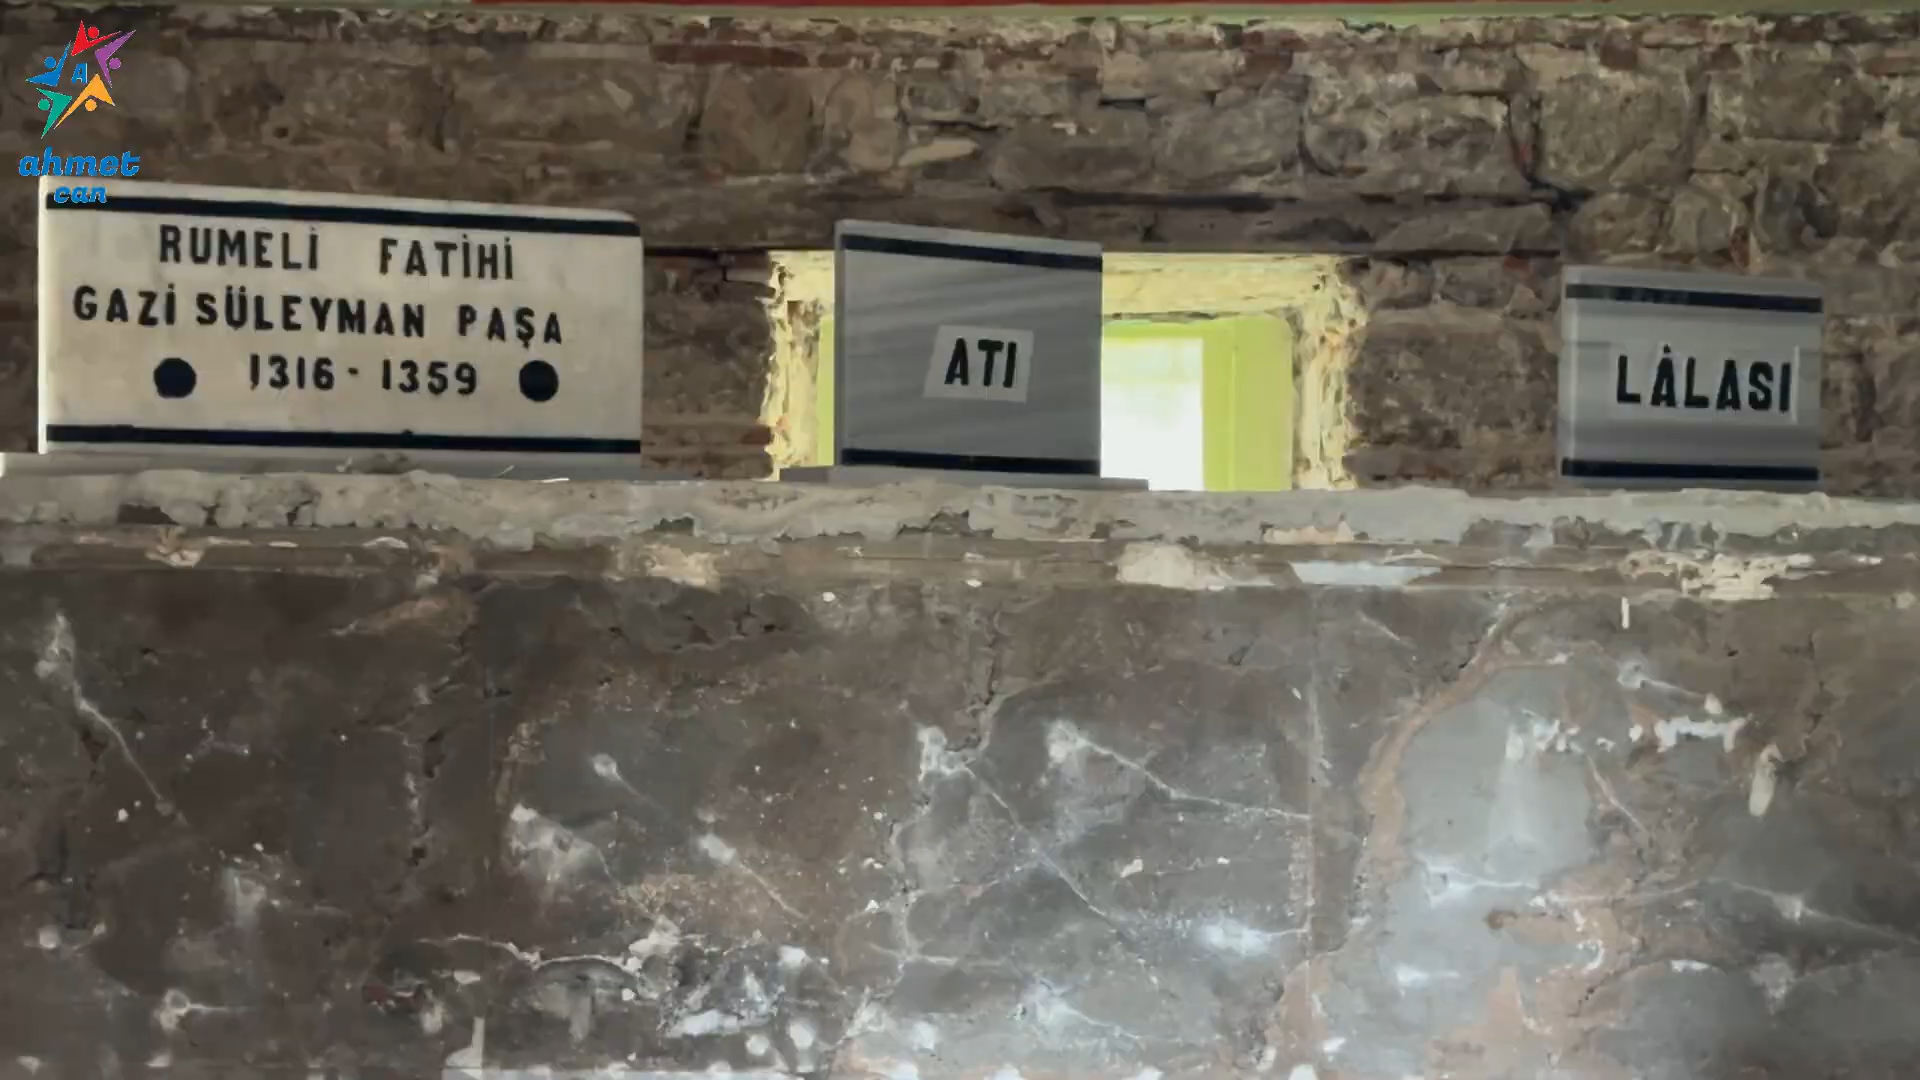 A
ahmet
can
RUMELİ FATİHİ
GAZİ SÜLEYMAN PAŞA
1316 - 1359
ATI
LÂLASI